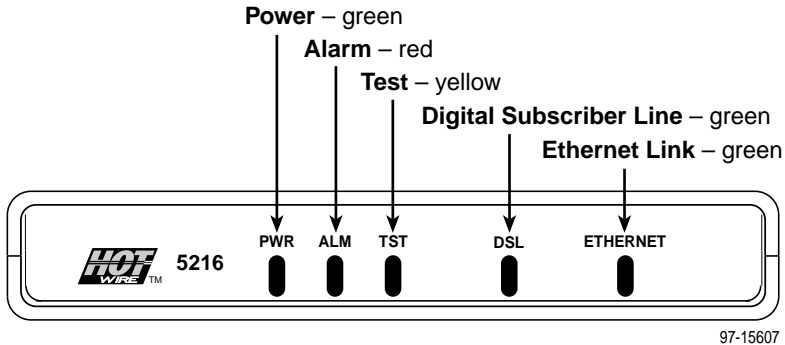 Power – green
Alarm – red
Test – yellow
Digital Subscriber Line – green
Ethernet Link – green
PWR ALM TST DSL ETHERNET
HOT WIRE TM 5216
97-15607